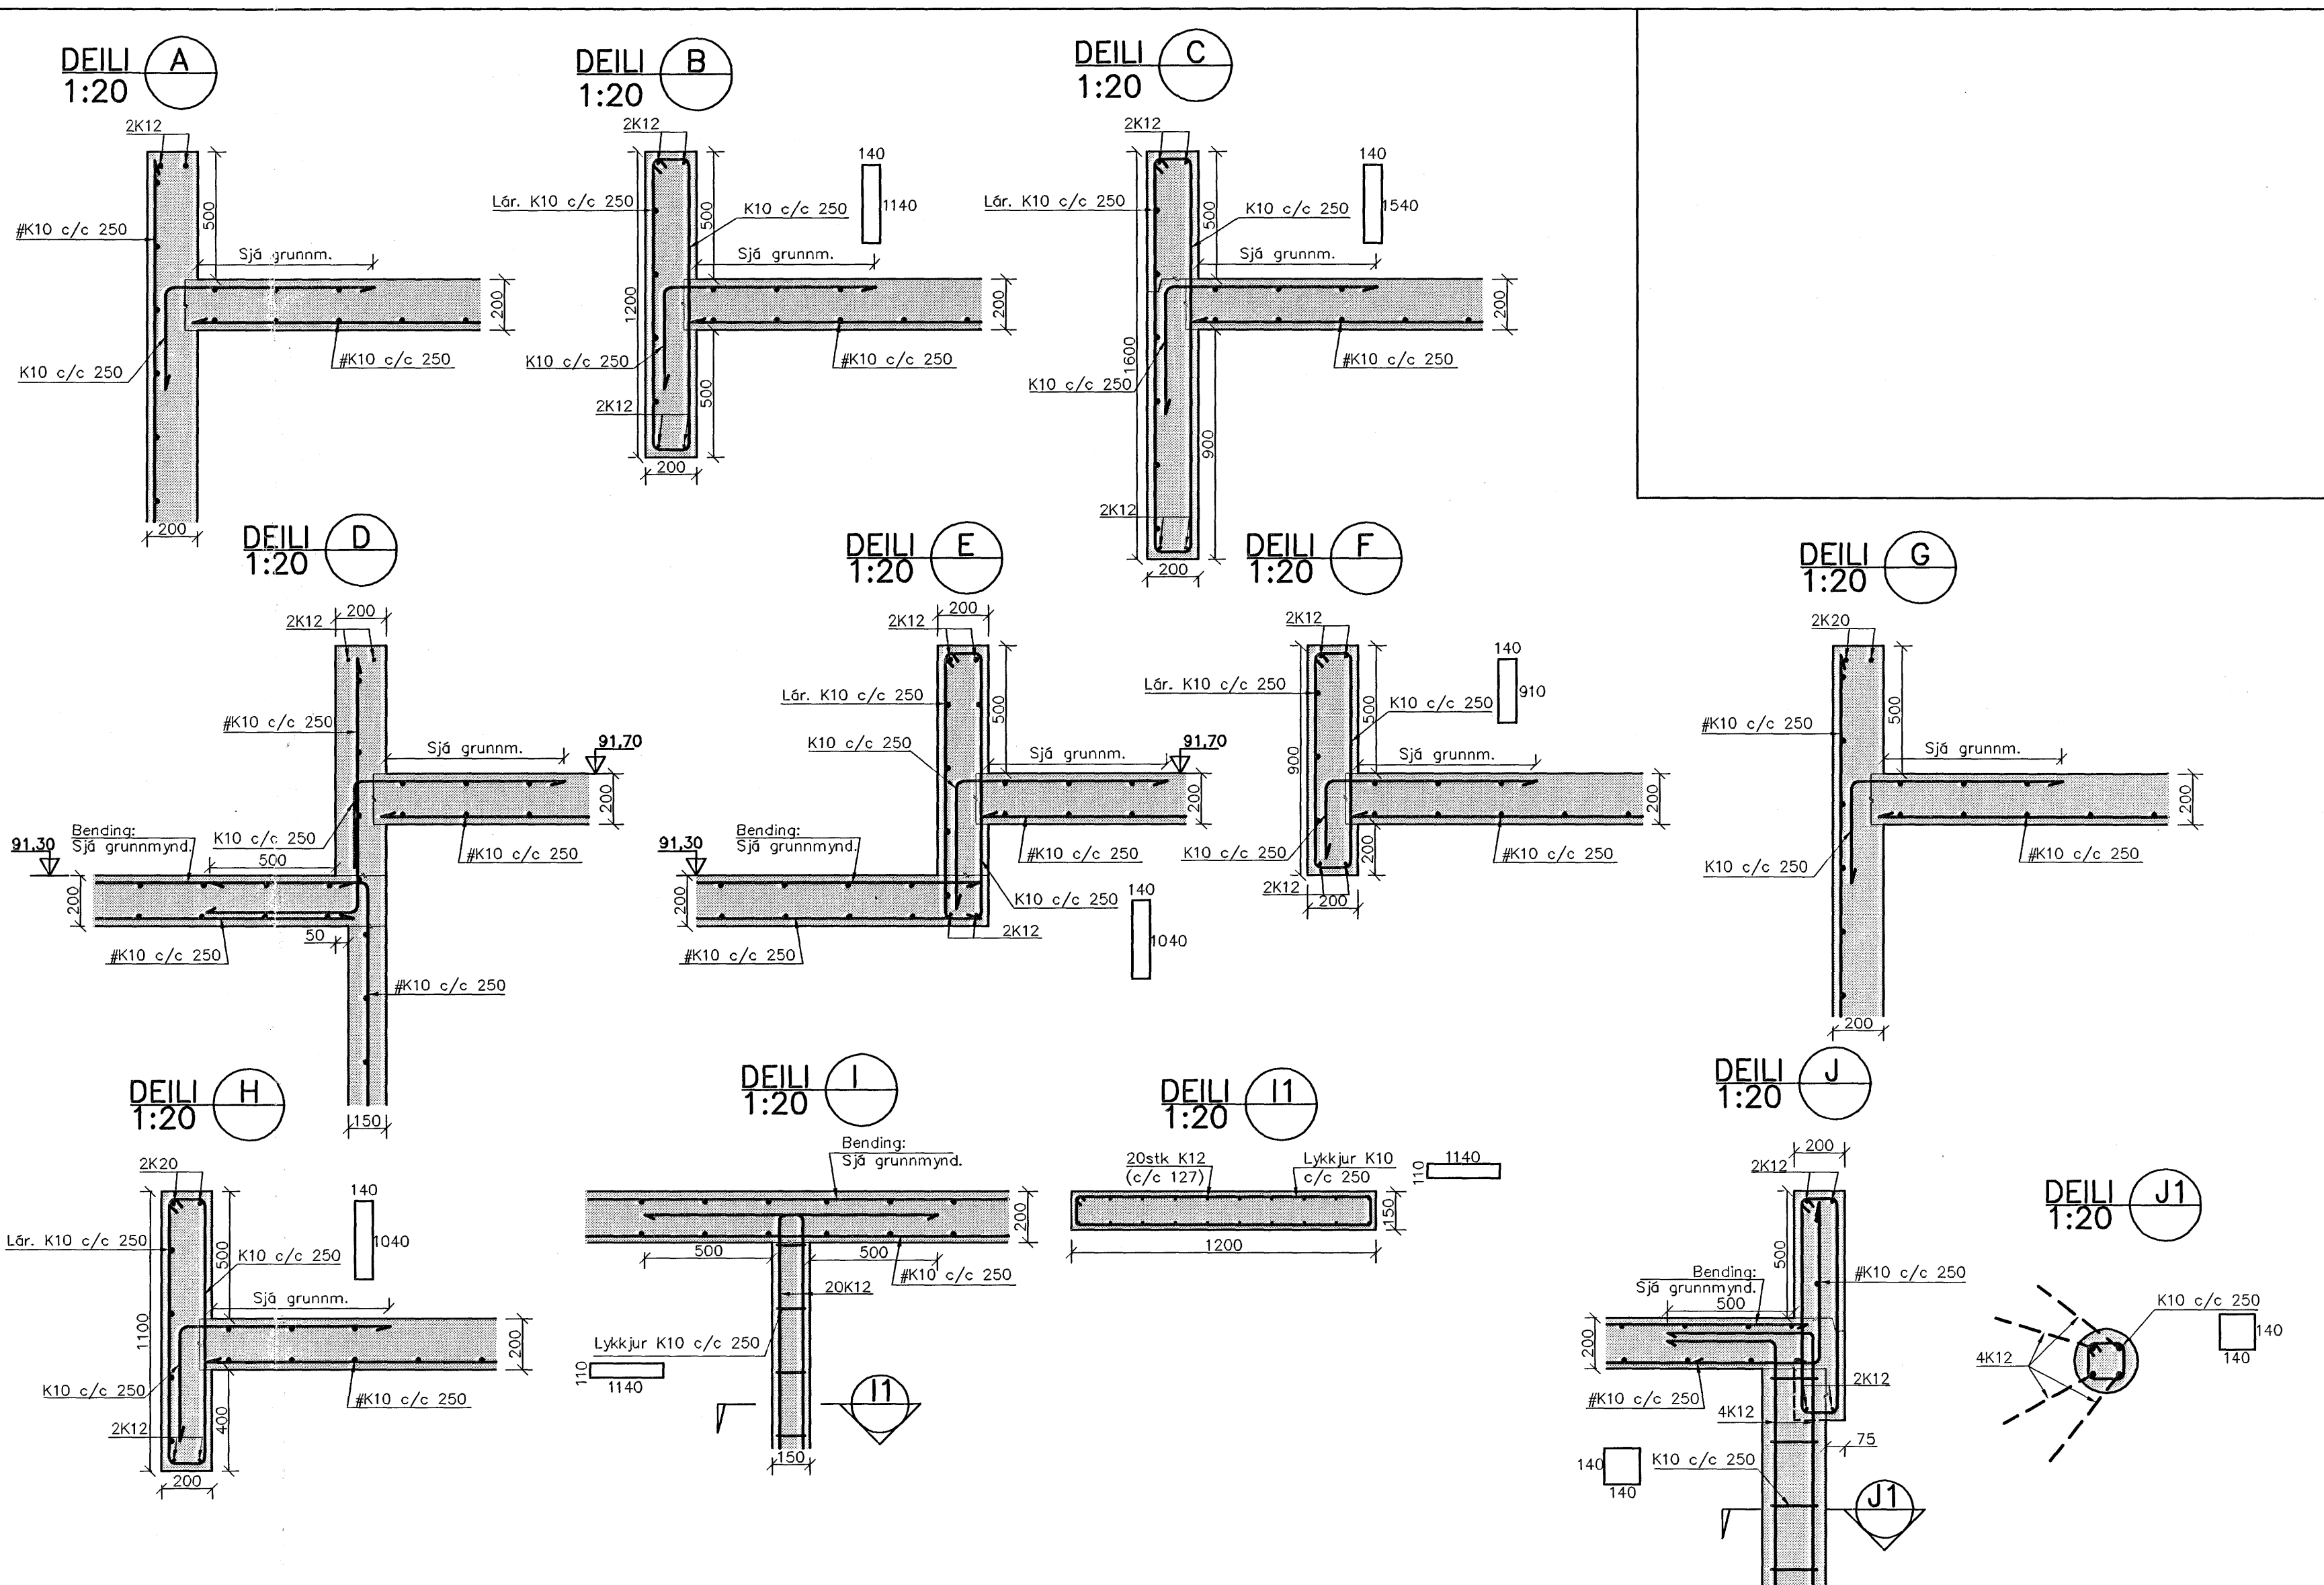 DEILI A
1:20
2K12
500
#K10 c/c 250
Sjá grunnm.
200
K10 c/c 250
#K10 c/c 250
200
DEILI B
1:20
2K12
140
1140
Lár. K10 c/c 250
500
K10 c/c 250
Sjá grunnm.
1200
200
K10 c/c 250
#K10 c/c 250
2K12
500
200
DEILI C
1:20
2K12
140
1540
Lár. K10 c/c 250
500
K10 c/c 250
Sjá grunnm.
1600
200
K10 c/c 250
#K10 c/c 250
900
2K12
200
DEILI D
1:20
200
2K12
#K10 c/c 250
Sjá grunnm.
91,70
200
Bending:
Sjá grunnmynd.
K10 c/c 250
#K10 c/c 250
91,30
500
200
50
#K10 c/c 250
#K10 c/c 250
150
DEILI E
1:20
200
2K12
Lár. K10 c/c 250
500
K10 c/c 250
Sjá grunnm.
91,70
200
Bending:
Sjá grunnmynd.
91,30
#K10 c/c 250
200
K10 c/c 250
140
1040
2K12
#K10 c/c 250
DEILI F
1:20
2K12
140
910
Lár. K10 c/c 250
500
K10 c/c 250
Sjá grunnm.
900
200
K10 c/c 250
#K10 c/c 250
200
2K12
200
DEILI G
1:20
2K20
500
#K10 c/c 250
Sjá grunnm.
200
K10 c/c 250
#K10 c/c 250
200
DEILI H
1:20
2K20
140
1040
Lár. K10 c/c 250
500
K10 c/c 250
Sjá grunnm.
1100
200
K10 c/c 250
#K10 c/c 250
2K12
400
200
DEILI I
1:20
Bending:
Sjá grunnmynd.
200
500
500
#K10 c/c 250
20K12
Lykkjur K10 c/c 250
110
1140
I1
150
DEILI I1
1:20
20stk K12
(c/c 127)
Lykkjur K10
c/c 250
110
1140
150
1200
DEILI J
1:20
200
2K12
500
Bending:
Sjá grunnmynd.
#K10 c/c 250
500
200
2K12
#K10 c/c 250
4K12
75
140
140
K10 c/c 250
J1
DEILI J1
1:20
K10 c/c 250
140
140
4K12